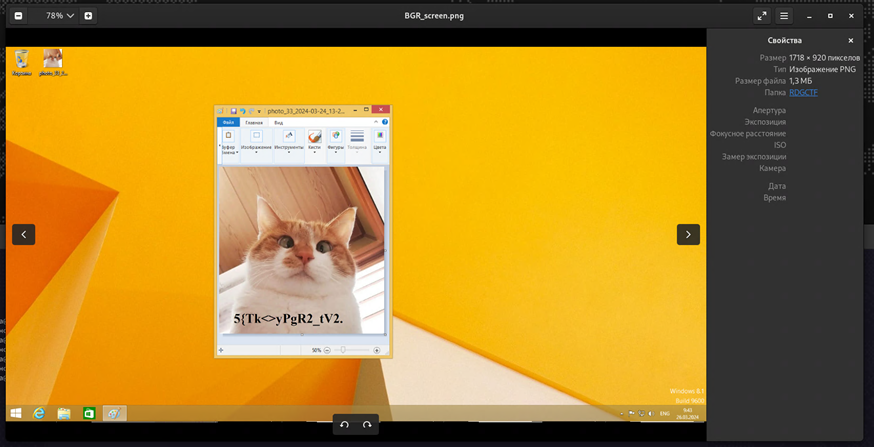 78%
BGR_screen.png
Свойства
Размер 1718 × 920 пикселов
Тип Изображение PNG
Размер файла 1,3 МБ
Папка RDGCTF
Апертура
Экспозиция
Фокусное расстояние
ISO
Замер экспозиции
Камера
Дата
Время
Корзина
photo_33_2...
photo_33_2024-03-24_13-2...
Файл Главная Вид
Изображение Инструменты Кисти Фигуры Толщина Цвета
5{Tk<>yPgR2_tV2.
50%
Windows 8.1
Build 9600
ENG
9:45
26.03.2024